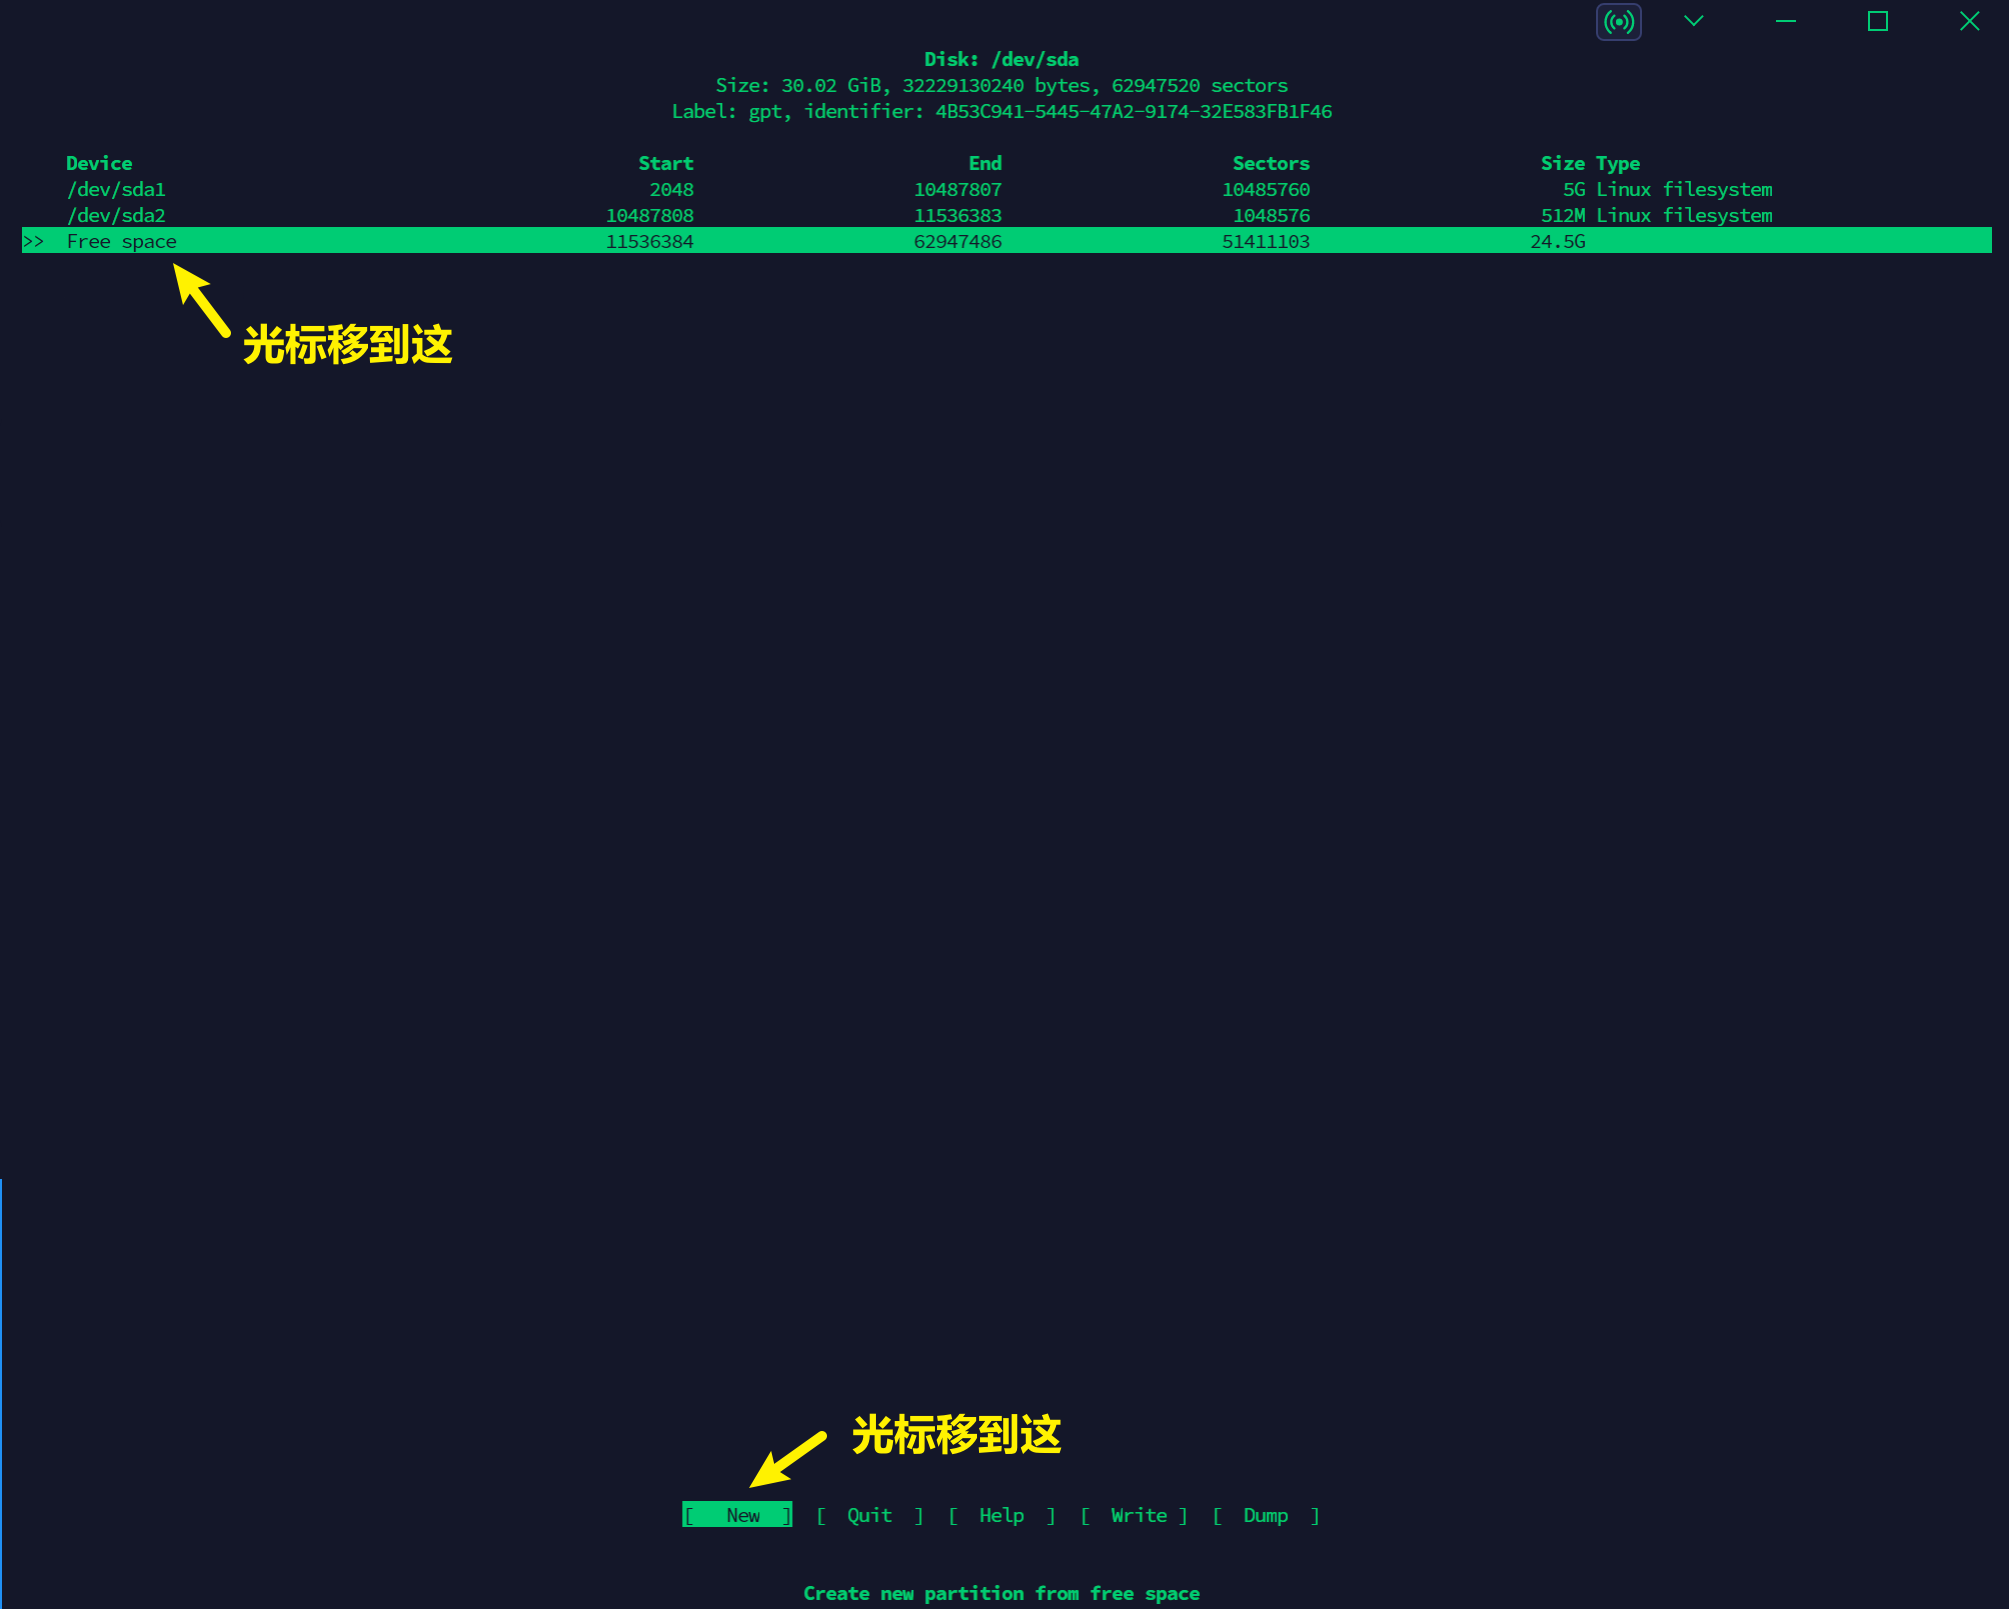 Disk: /dev/sda
Size: 30.02 GiB, 32229130240 bytes, 62947520 sectors
Label: gpt, identifier: 4B53C941-5445-47A2-9174-32E583FB1F46
Device Start End Sectors Size Type
/dev/sda1 2048 10487807 10485760 5G Linux filesystem
/dev/sda2 10487808 11536383 1048576 512M Linux filesystem
>> Free space 11536384 62947486 51411103 24.5G
光标移到这
光标移到这
[ New ] [ Quit ] [ Help ] [ Write ] [ Dump ]
Create new partition from free space